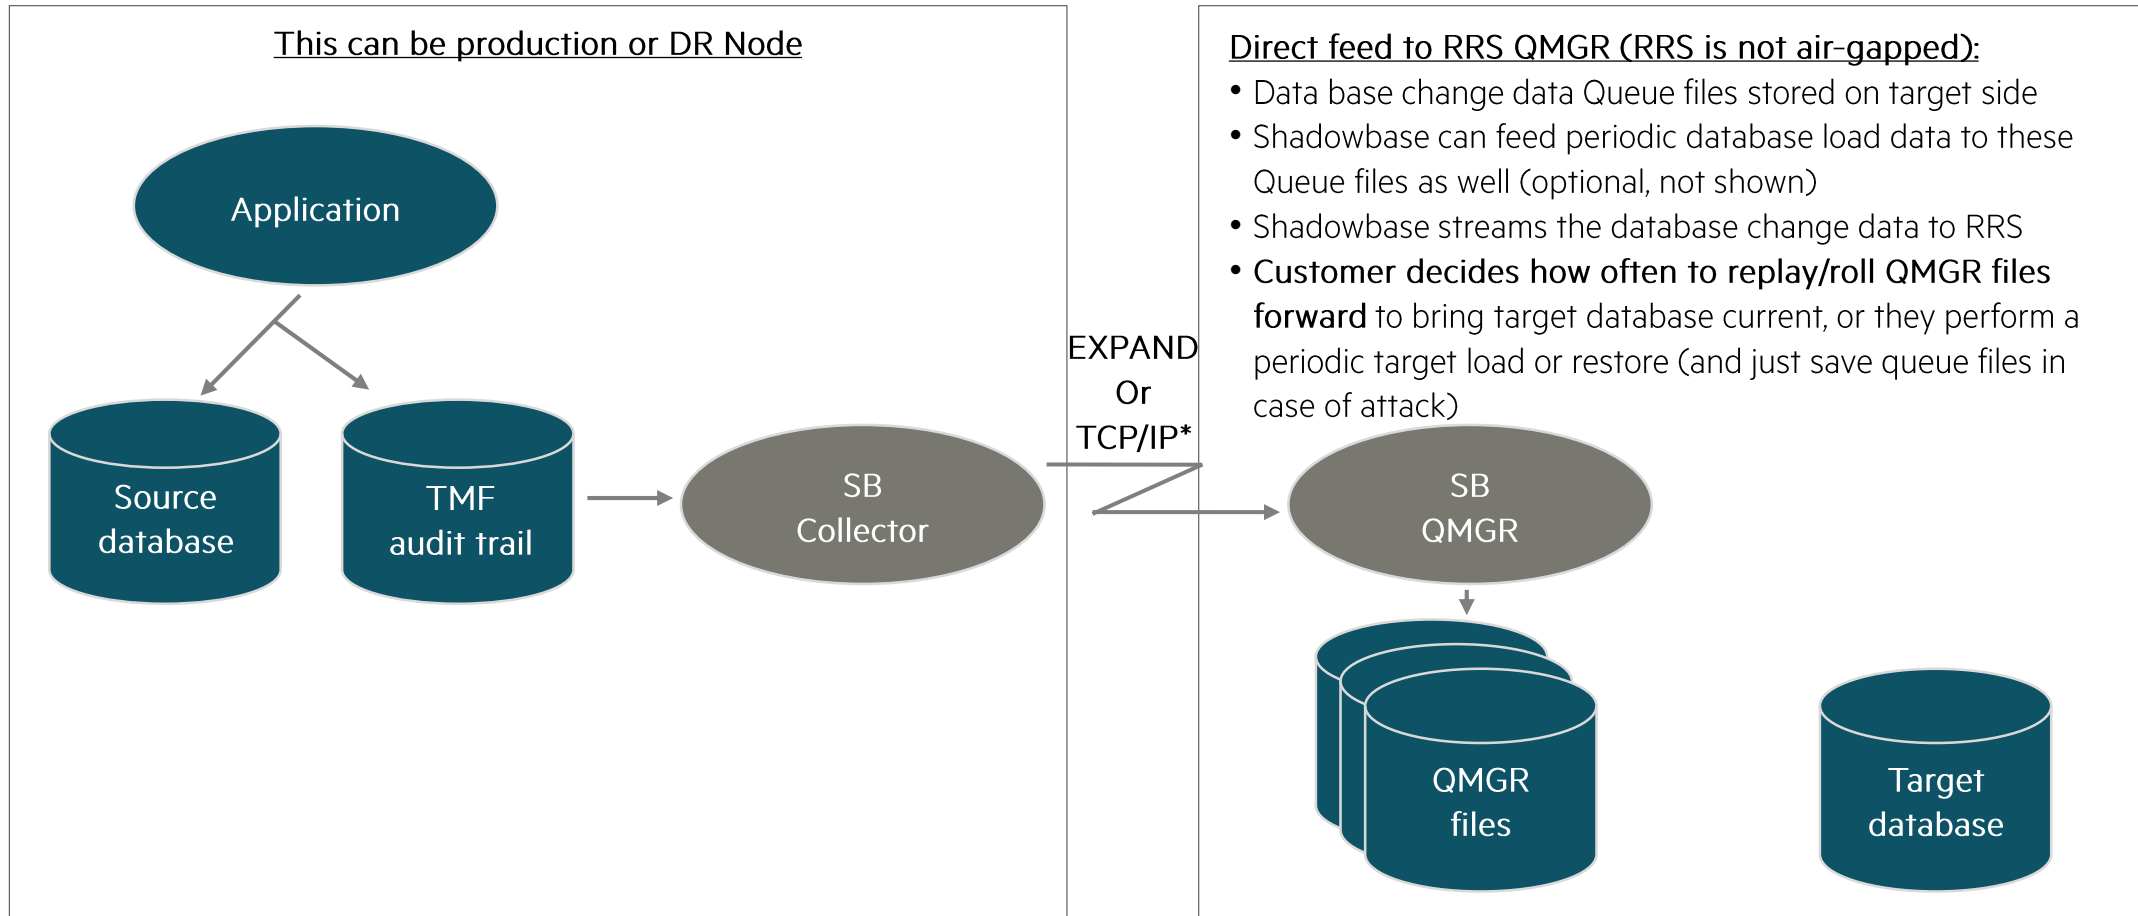 This can be production or DR Node
Application
Source
database
TMF
audit trail
SB
Collector
EXPAND
Or
TCP/IP*
Direct feed to RRS QMGR (RRS is not air-gapped):
• Data base change data Queue files stored on target side
• Shadowbase can feed periodic database load data to these
Queue files as well (optional, not shown)
• Shadowbase streams the database change data to RRS
• Customer decides how often to replay/roll QMGR files
forward to bring target database current, or they perform a
periodic target load or restore (and just save queue files in
case of attack)
SB
QMGR
QMGR
files
Target
database